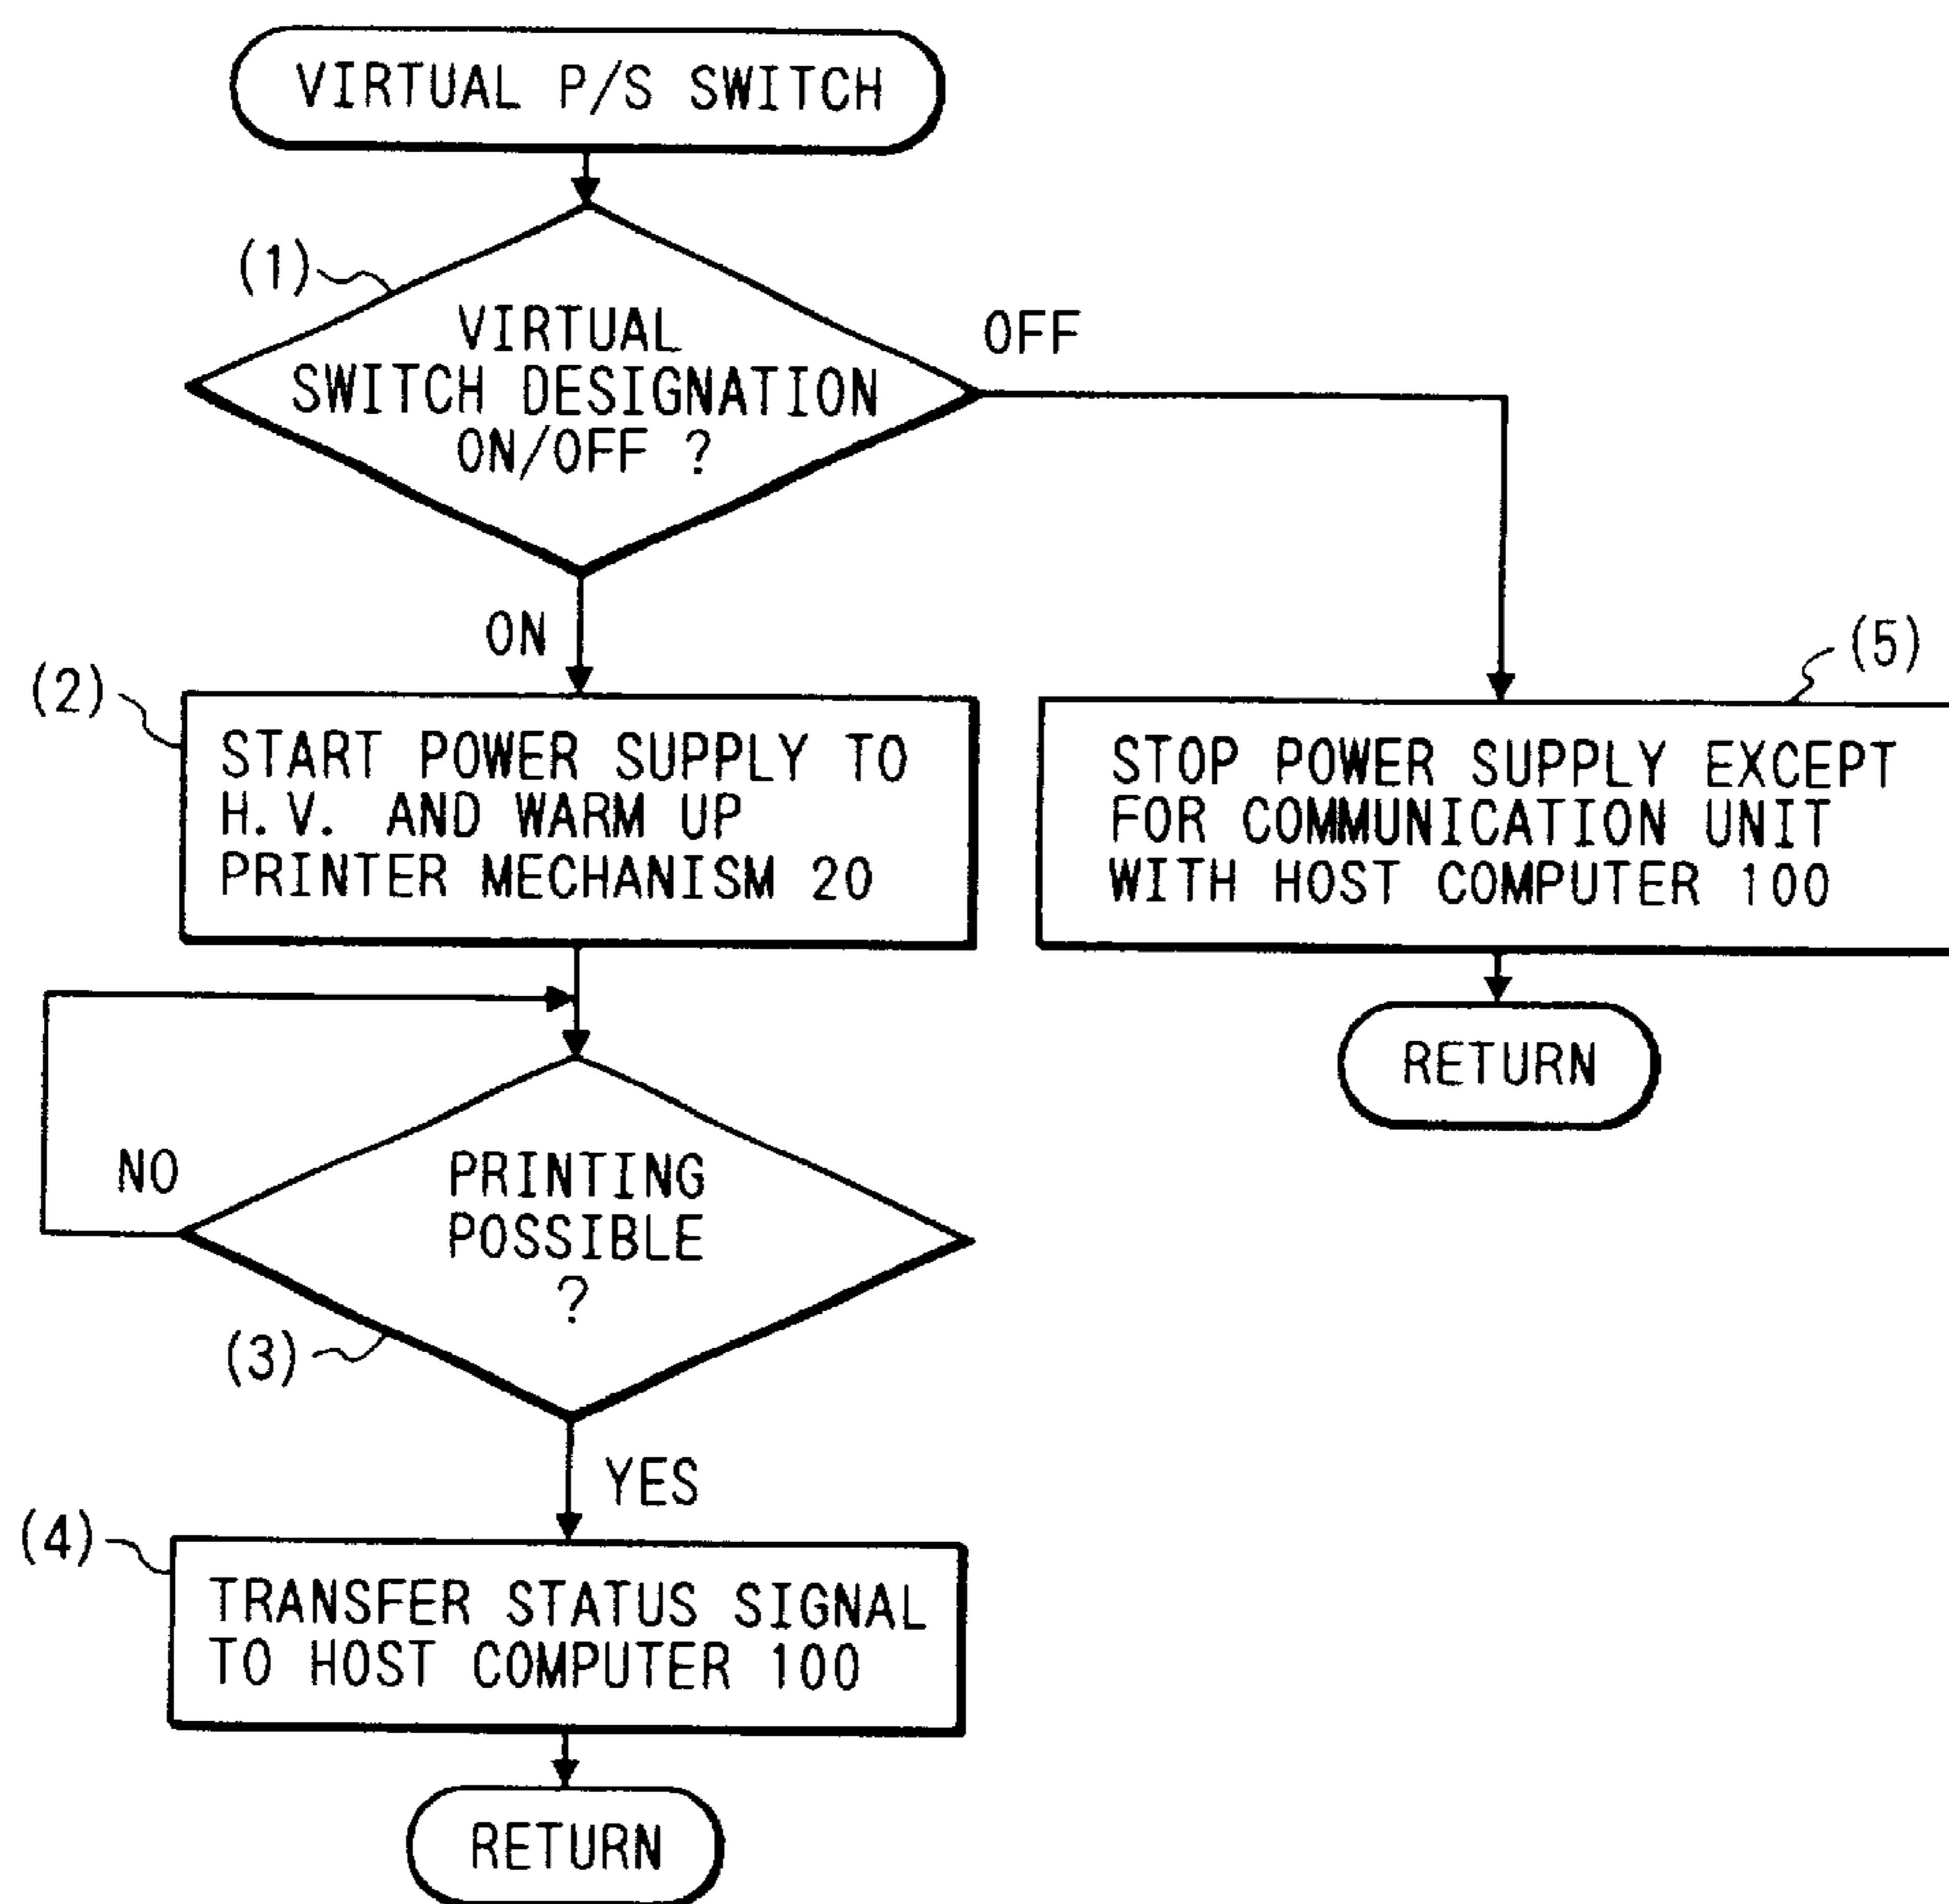 VIRTUAL P/S SWITCH
(1)
VIRTUAL
SWITCH DESIGNATION
ON/OFF ?
OFF
ON
(2)
START POWER SUPPLY TO
H.V. AND WARM UP
PRINTER MECHANISM 20
(5)
STOP POWER SUPPLY EXCEPT
FOR COMMUNICATION UNIT
WITH HOST COMPUTER 100
RETURN
NO
PRINTING
POSSIBLE
?
(3)
YES
(4)
TRANSFER STATUS SIGNAL
TO HOST COMPUTER 100
RETURN